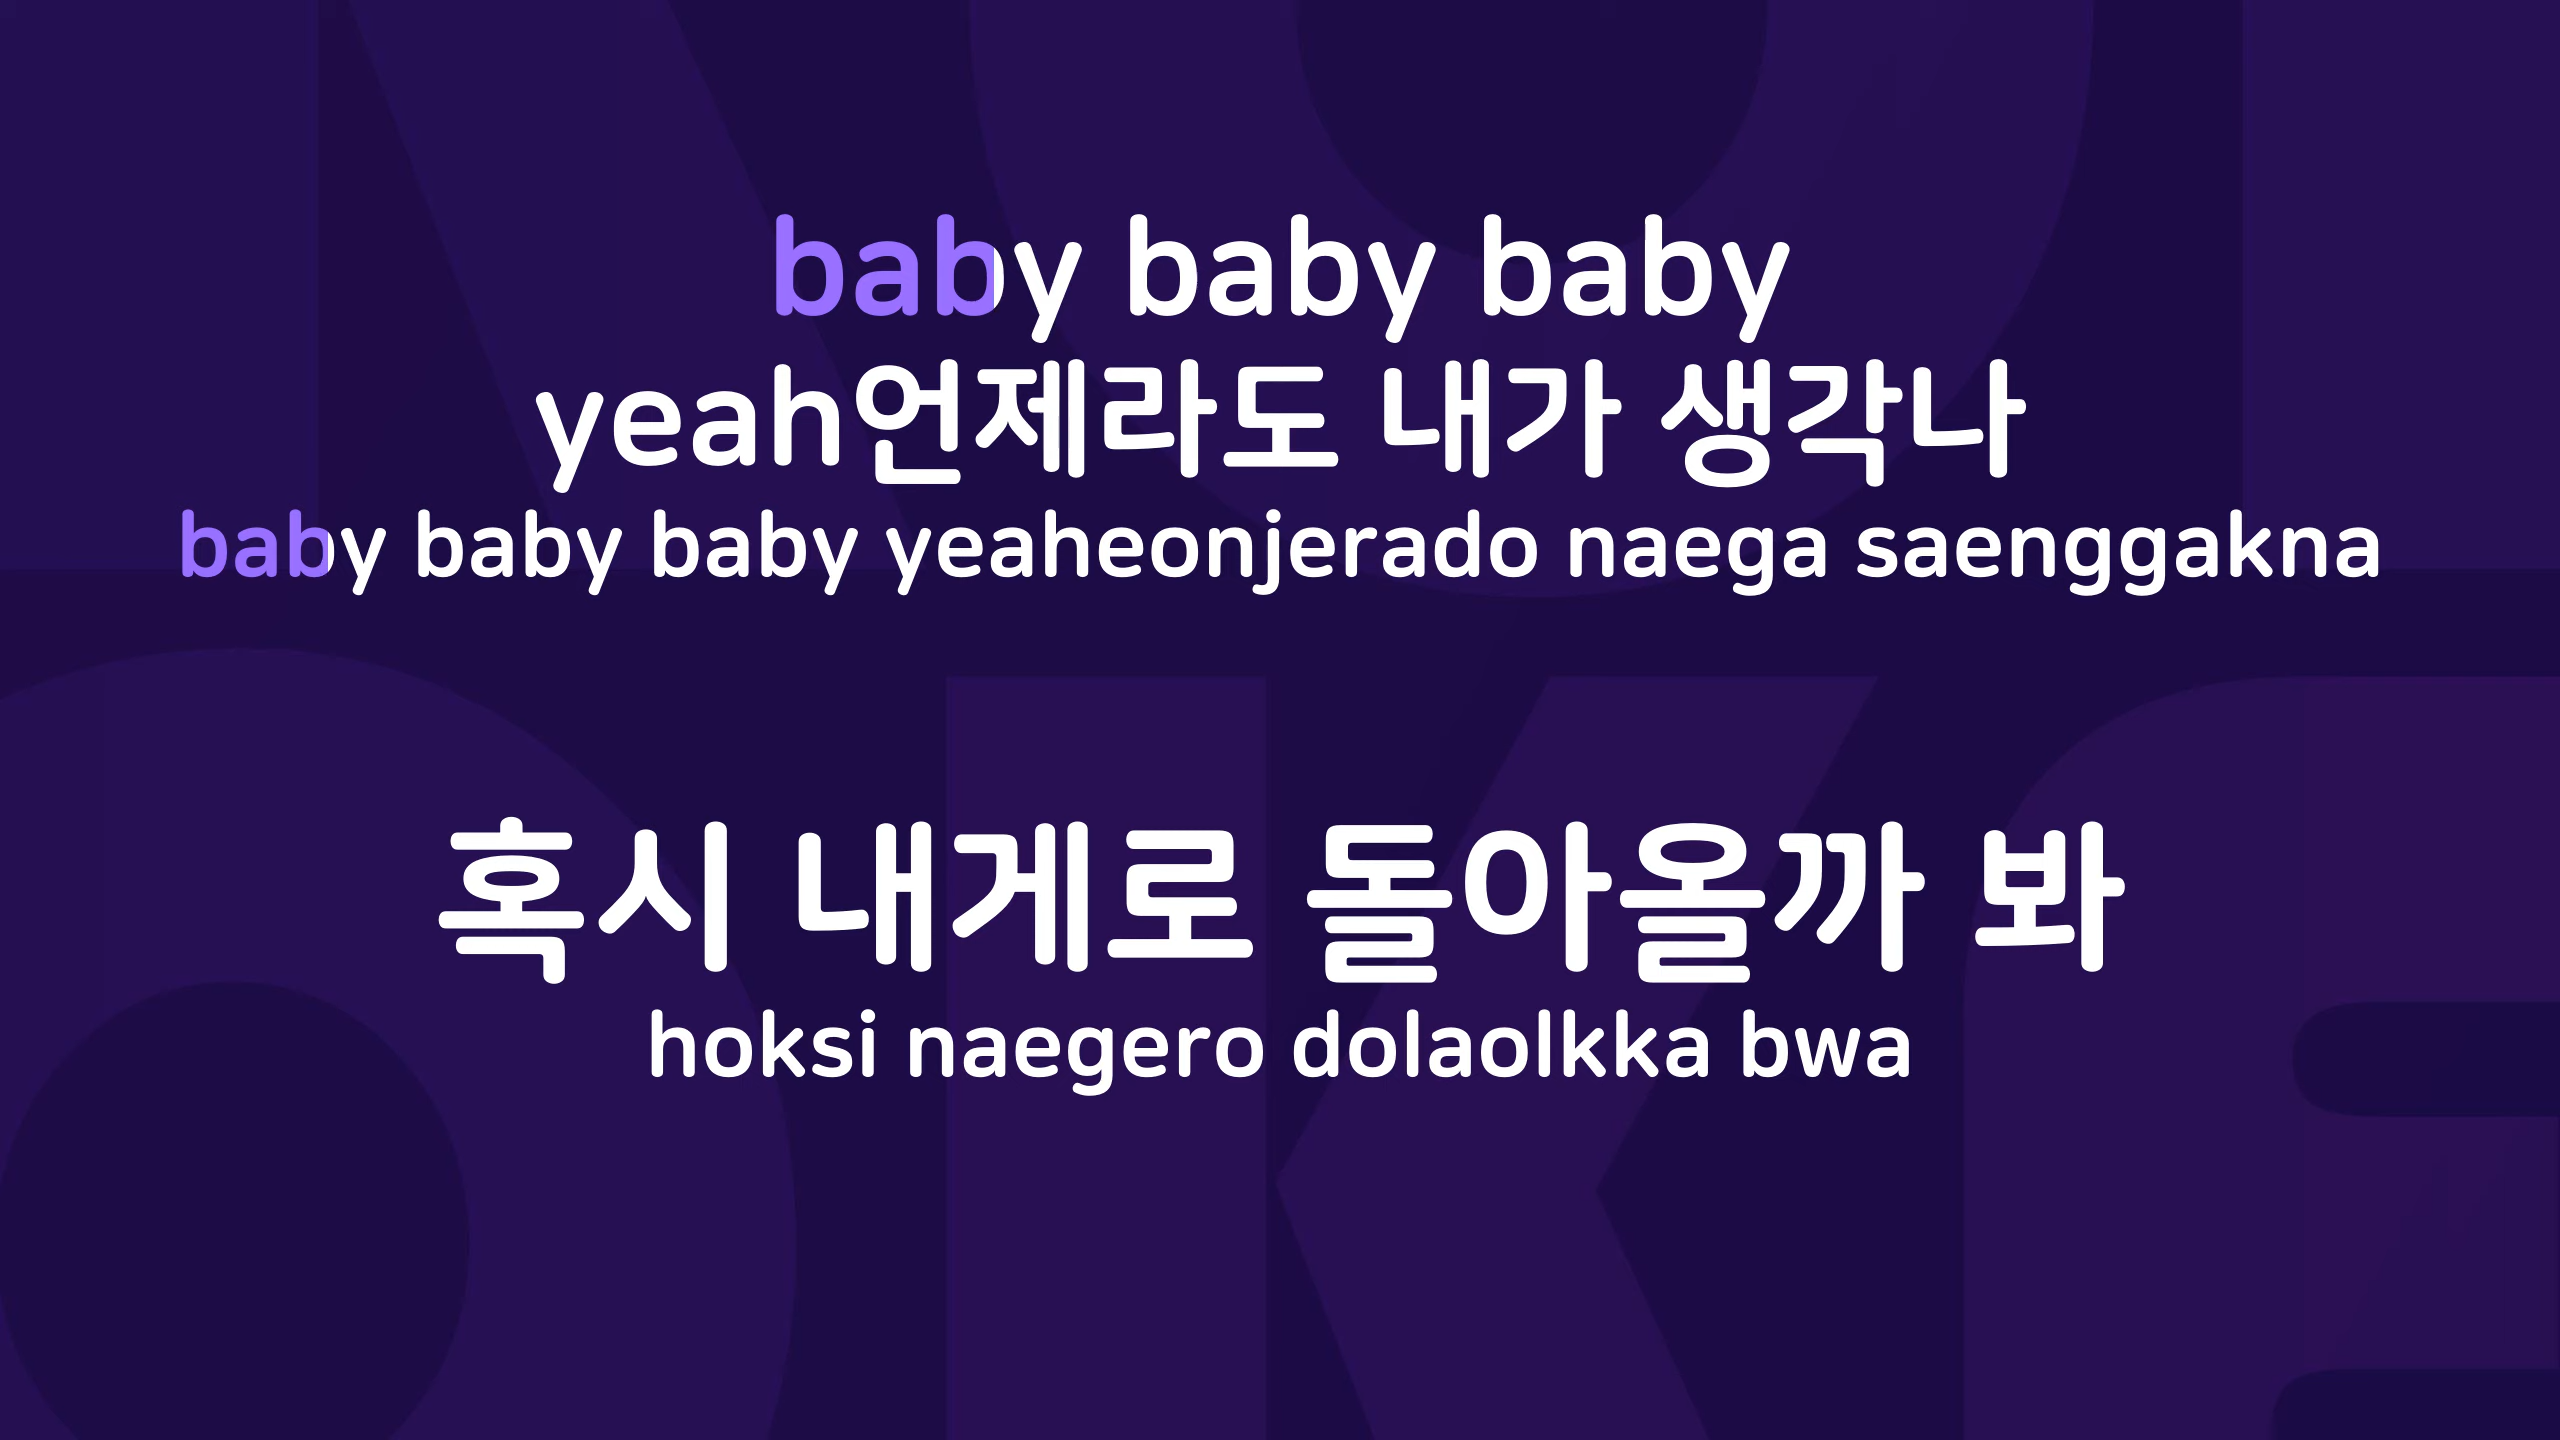 baby baby baby
yeah언제라도 내가 생각나
baby baby baby yeaheonjerado naega saenggakna
혹시 내게로 돌아올까 봐
hoksi naegero dolaolkka bwa